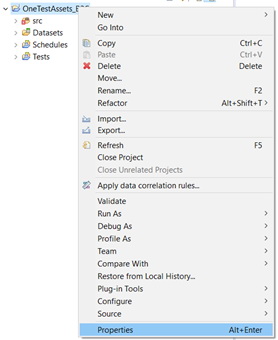 OneTestAssets_
src
Datasets
Schedules
Tests
New
Go Into
Copy Ctrl+C
Paste Ctrl+V
Delete Delete
Move...
Rename... F2
Refactor Alt+Shift+T
Import...
Export...
Refresh F5
Close Project
Close Unrelated Projects
Apply data correlation rules...
Validate
Run As
Debug As
Profile As
Team
Compare With
Restore from Local History...
Plug-in Tools
Configure
Source
Properties Alt+Enter